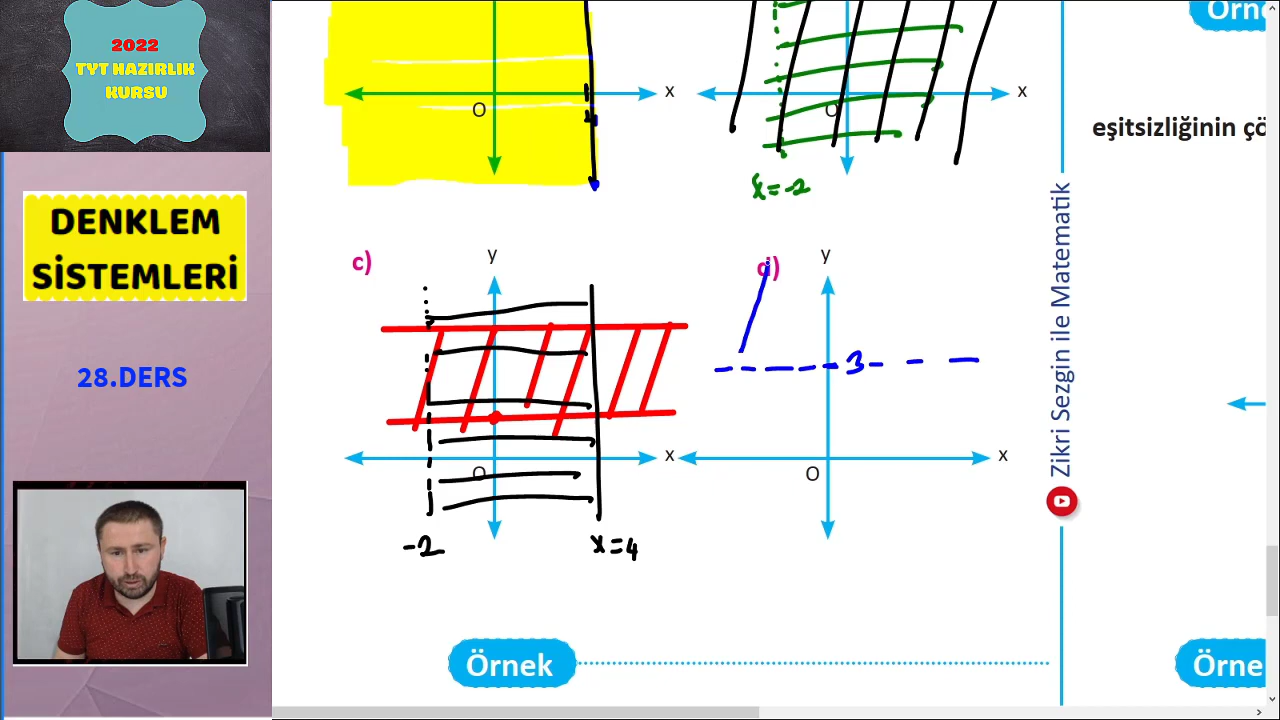 2022
TYT HAZIRLIK
KURSU
DENKLEM
SİSTEMLERİ
28.DERS
O
x
O
x
x=-2
c)
y
O
x
-2
x=4
d)
y
3
O
x
Örnek
Zikri Sezgin ile Matematik
Örne
eşitsizliğinin çö
Örne